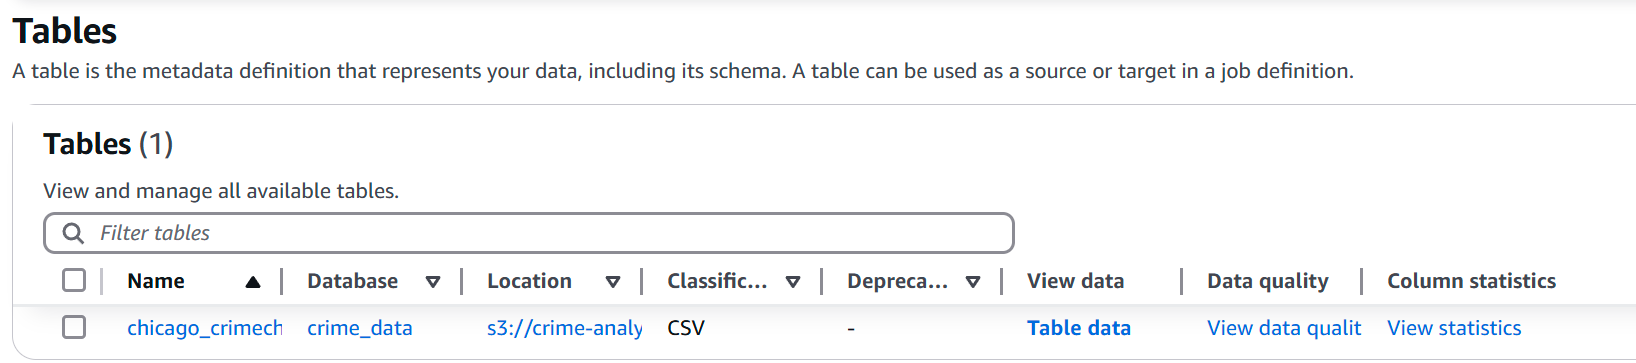 Tables
A table is the metadata definition that represents your data, including its schema. A table can be used as a source or target in a job definition.
Tables (1)
View and manage all available tables.
Filter tables
Name Database Location Classific... Depreca... View data Data quality Column statistics
chicago_crimech crime_data s3://crime-analy CSV - Table data View data qualit View statistics